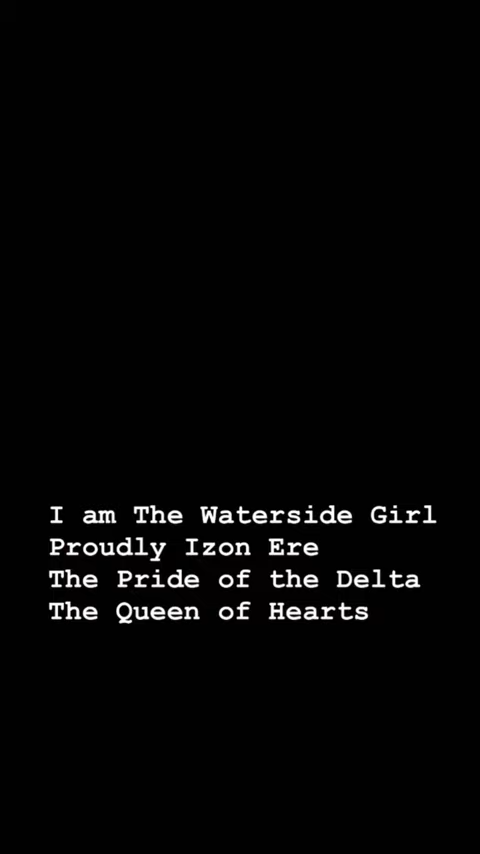 I am The Waterside Girl
Proudly Izon Ere
The Pride of the Delta
The Queen of Hearts